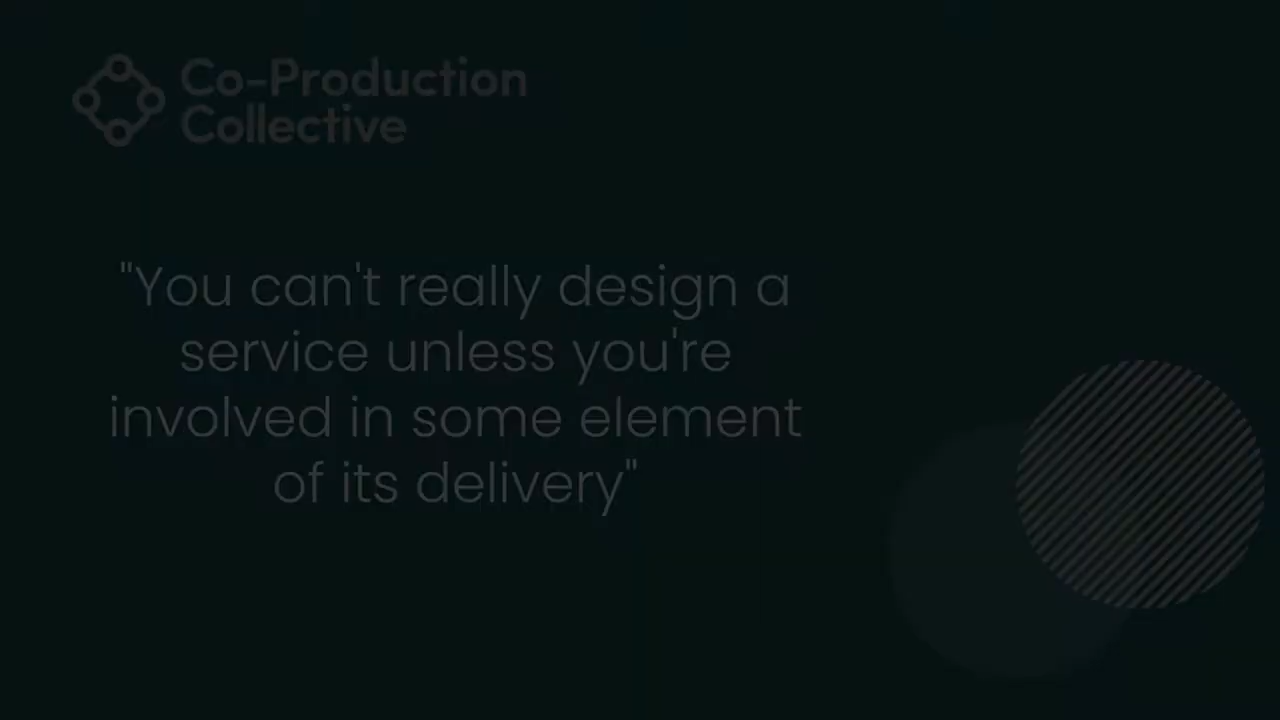 Co-Production
Collective
"You can't really design a
service unless you're
involved in some element
of its delivery"